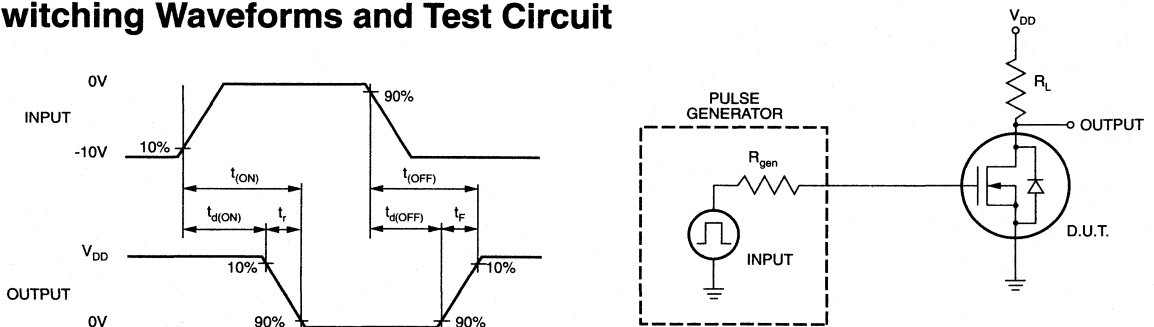 witching Waveforms and Test Circuit
0V
INPUT
-10V
10%
90%
t(ON)
t(OFF)
td(ON)
tr
td(OFF)
tF
VDD
10%
10%
OUTPUT
0V
90%
90%
VDD
RL
OUTPUT
PULSE
GENERATOR
Rgen
INPUT
D.U.T.